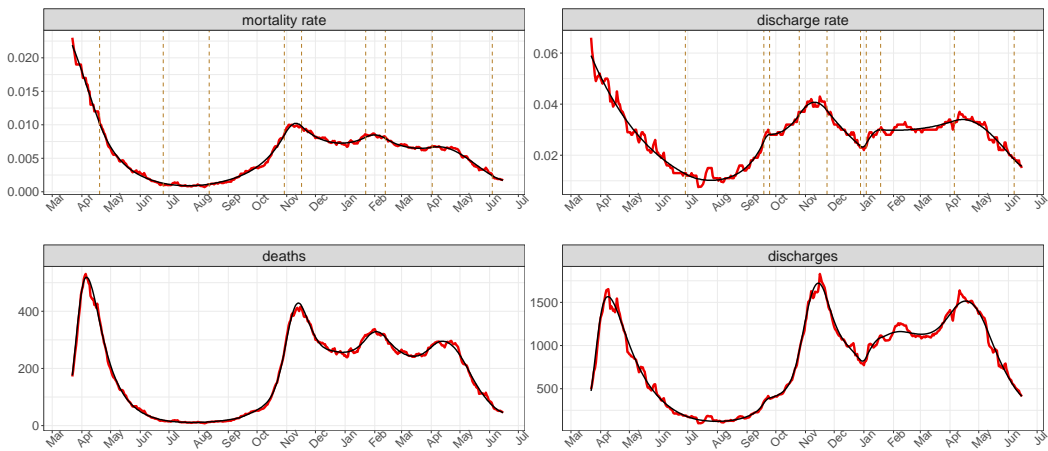 mortality rate
0.020
0.015
0.010
0.005
0.000
Mar Apr May Jun Jul Aug Sep Oct Nov Dec Jan Feb Mar Apr May Jun Jul
discharge rate
0.06
0.04
0.02
Mar Apr May Jun Jul Aug Sep Oct Nov Dec Jan Feb Mar Apr May Jun Jul
deaths
400
200
0
Mar Apr May Jun Jul Aug Sep Oct Nov Dec Jan Feb Mar Apr May Jun Jul
discharges
1500
1000
500
Mar Apr May Jun Jul Aug Sep Oct Nov Dec Jan Feb Mar Apr May Jun Jul